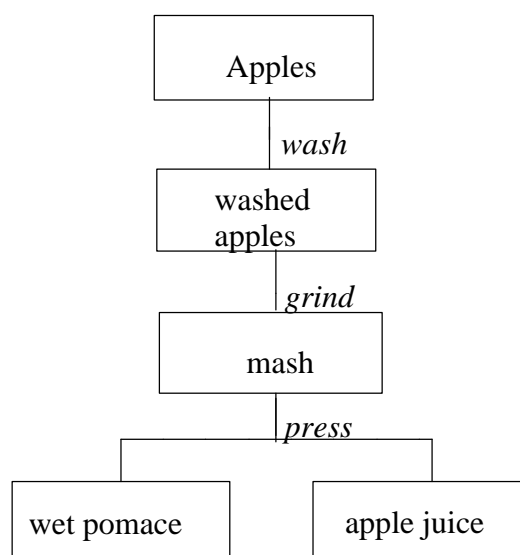 Apples
wash
washed
apples
grind
mash
press
wet pomace
apple juice